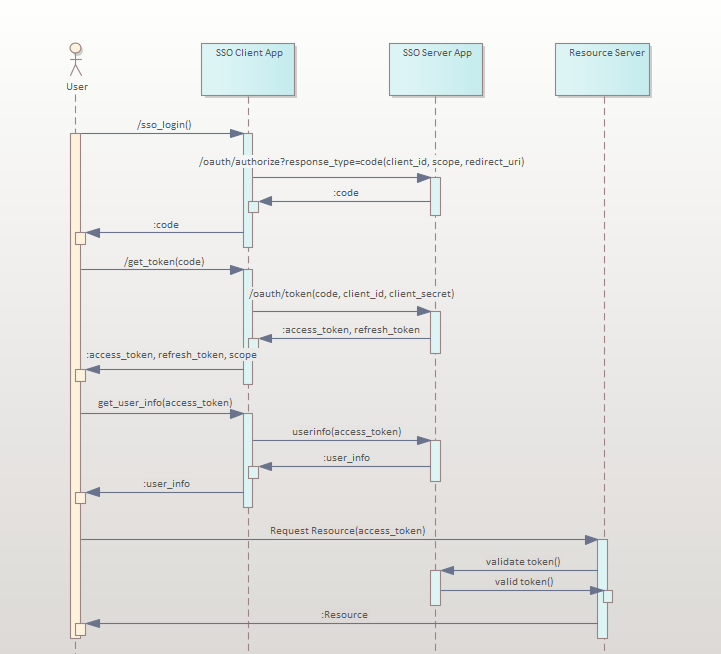 SSO Client App
SSO Server App
Resource Server
User
/sso_login()
/oauth/authorize?response_type=code(client_id, scope, redirect_uri)
:code
:code
/get_token(code)
/oauth/token(code, client_id, client_secret)
:access_token, refresh_token
:access_token, refresh_token, scope
get_user_info(access_token)
userinfo(access_token)
:user_info
:user_info
Request Resource(access_token)
validate token()
valid token()
:Resource